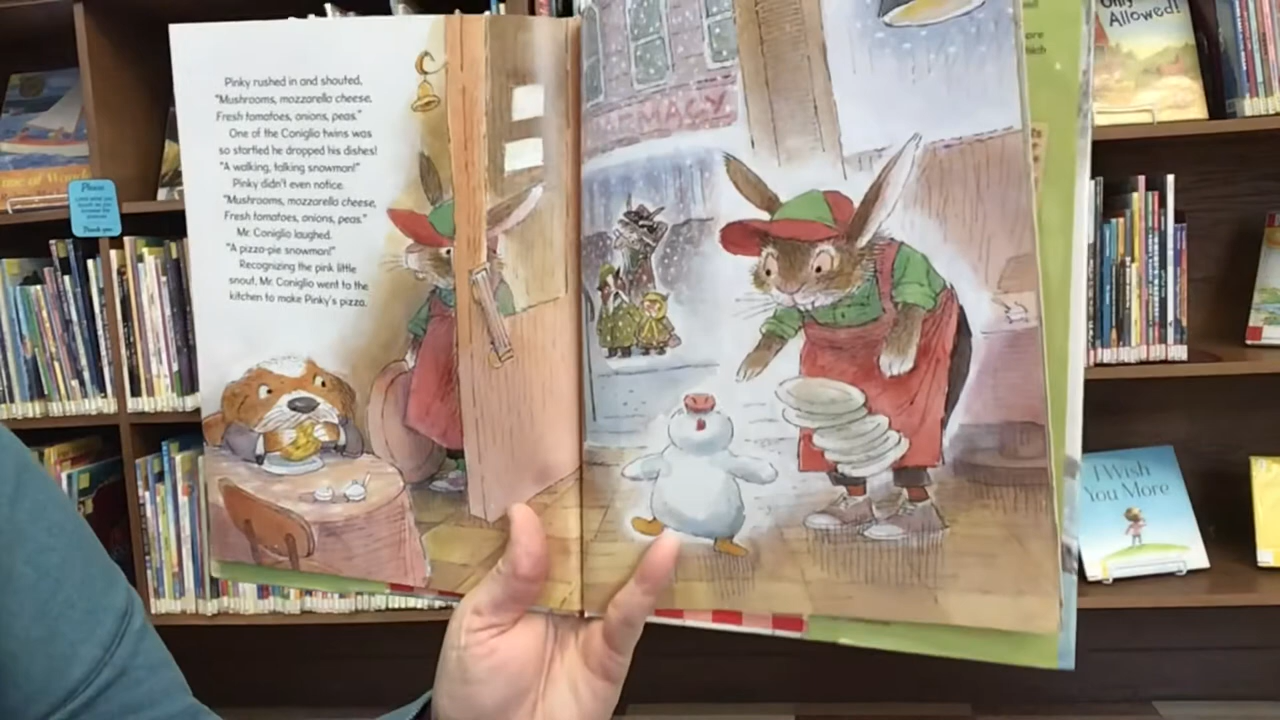 Pinky rushed in and shouted,
"Mushrooms, mozzarella cheese,
Fresh tomatoes, onions, peas."
One of the Coniglio twins was
so startled he dropped his dishes!
"A walking, talking snowman!"
Pinky didn't even notice.
"Mushrooms, mozzarella cheese,
Fresh tomatoes, onions, peas."
Mr. Coniglio laughed.
"A pizza-pie snowman!"
Recognizing the pink little
snout, Mr. Coniglio went to the
kitchen to make Pinky's pizza.
MACY
Only
Allowed!
Please
Thank you
I Wish
You More